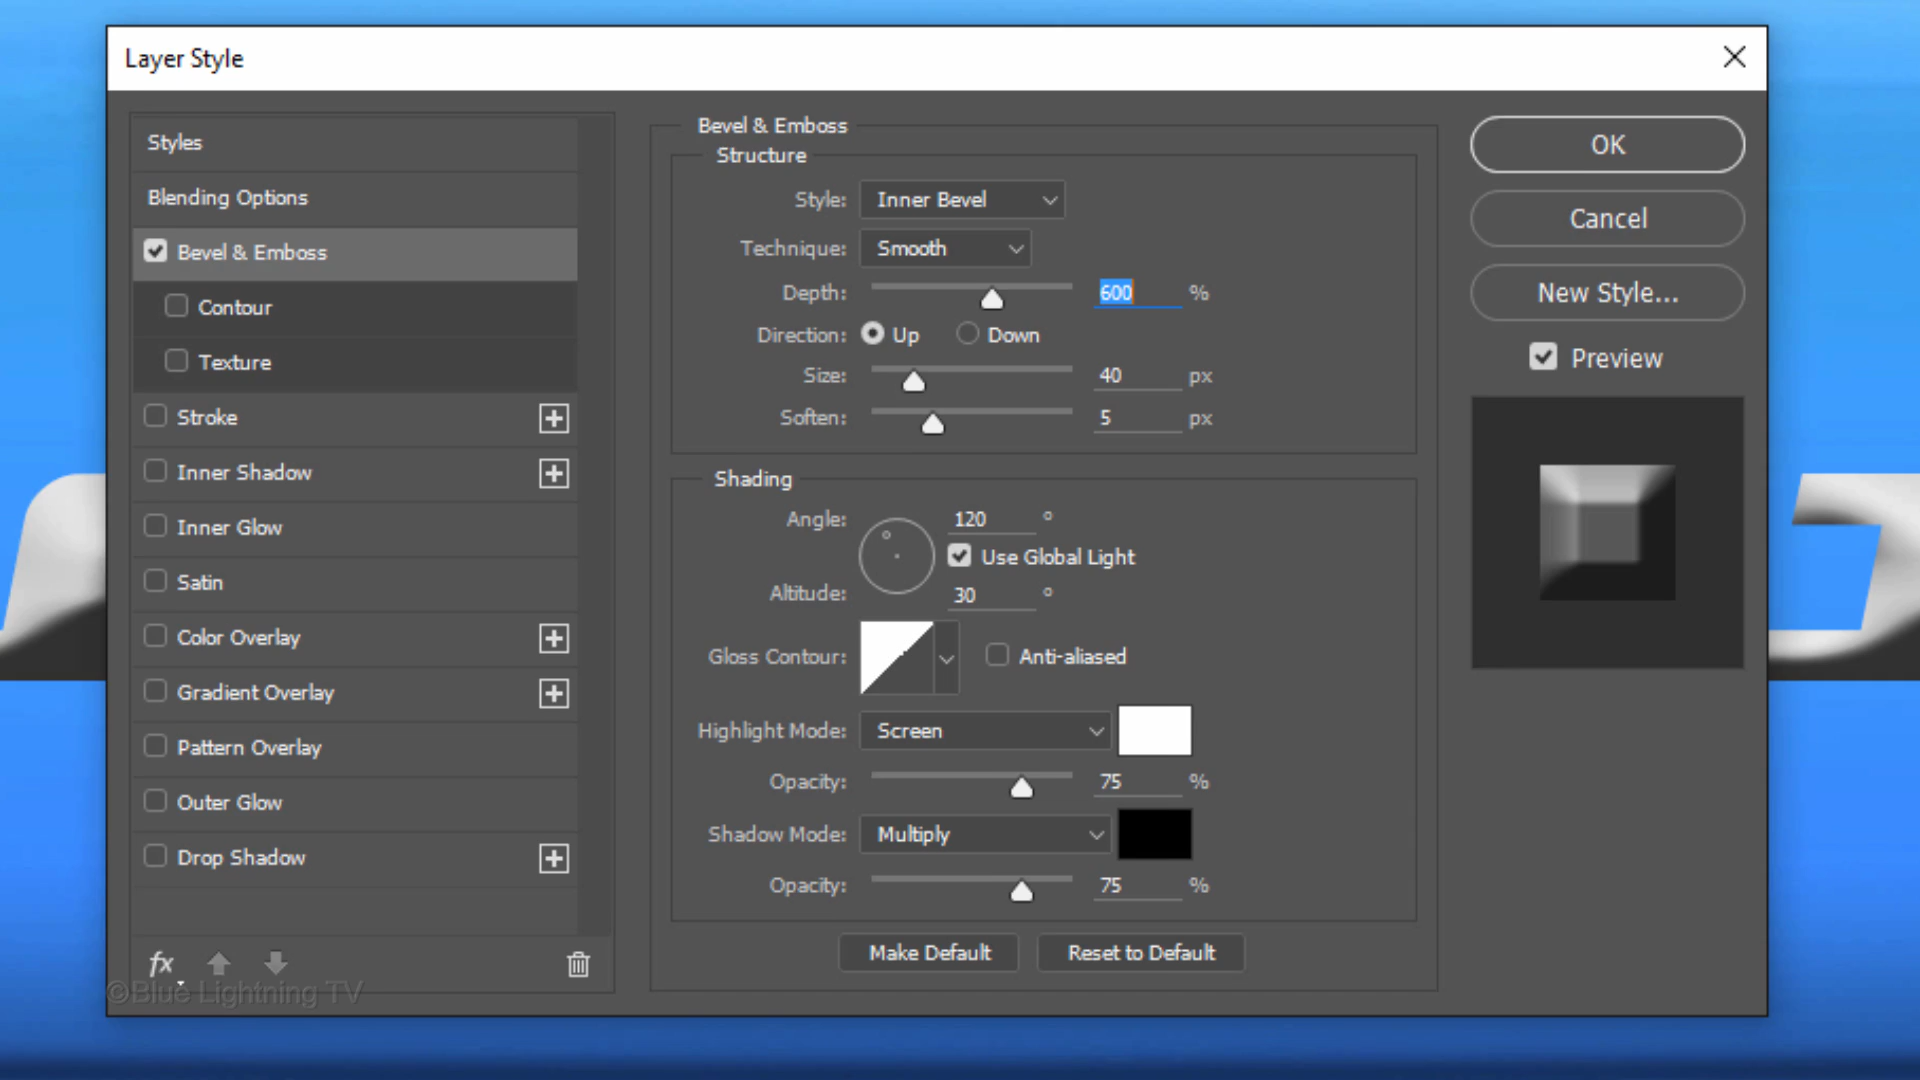 Layer Style
Styles
Blending Options
Bevel & Emboss
Contour
Texture
Stroke
Inner Shadow
Inner Glow
Satin
Color Overlay
Gradient Overlay
Pattern Overlay
Outer Glow
Drop Shadow
fx
©Blue Lightning TV
Bevel & Emboss
Structure
Style: Inner Bevel
Technique: Smooth
Depth: 600 %
Direction: Up Down
Size: 40 px
Soften: 5 px
Shading
Angle: 120 °
Use Global Light
Altitude: 30 °
Gloss Contour: Anti-aliased
Highlight Mode: Screen
Opacity: 75 %
Shadow Mode: Multiply
Opacity: 75 %
Make Default Reset to Default
OK
Cancel
New Style...
Preview